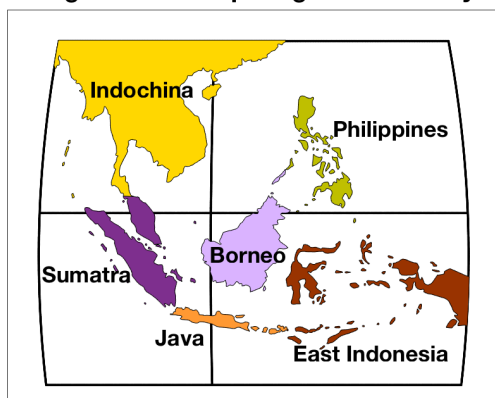 Indochina
Philippines
Borneo
Sumatra
Java
East Indonesia